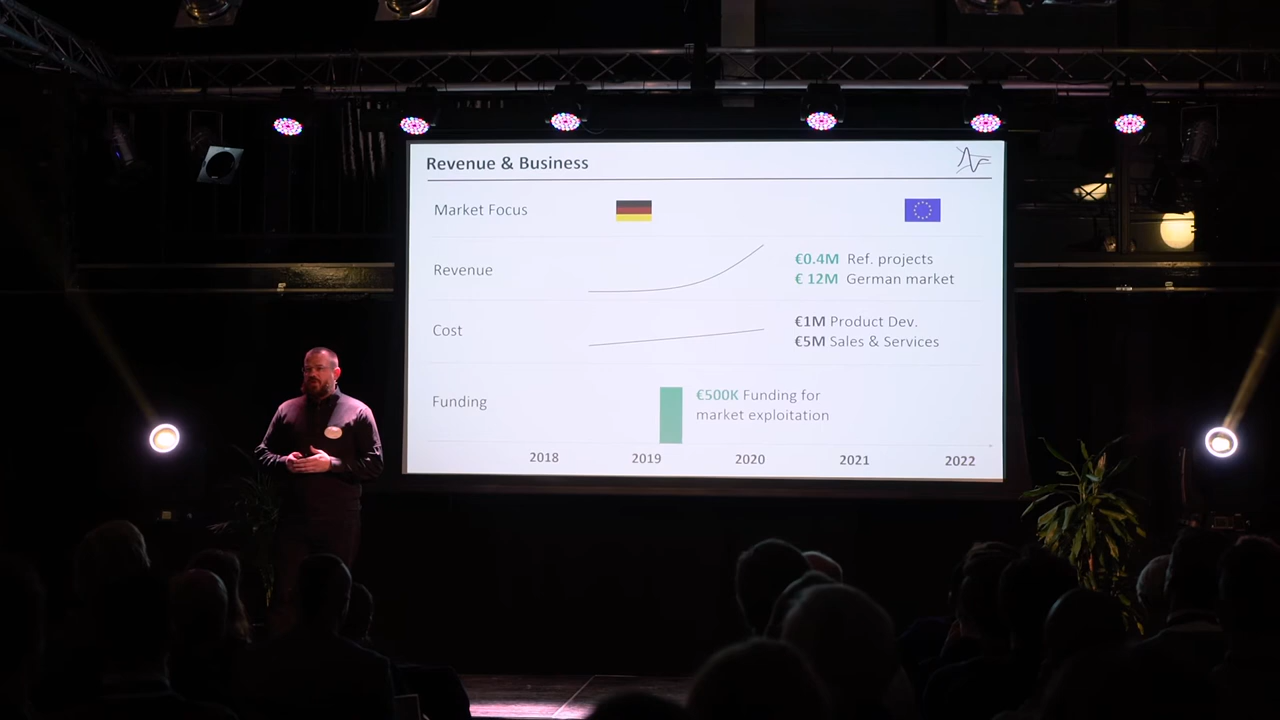 Revenue & Business
Market Focus
Revenue
€0.4M Ref. projects
€ 12M German market
Cost
€1M Product Dev.
€5M Sales & Services
Funding
€500K Funding for
market exploitation
2018 2019 2020 2021 2022